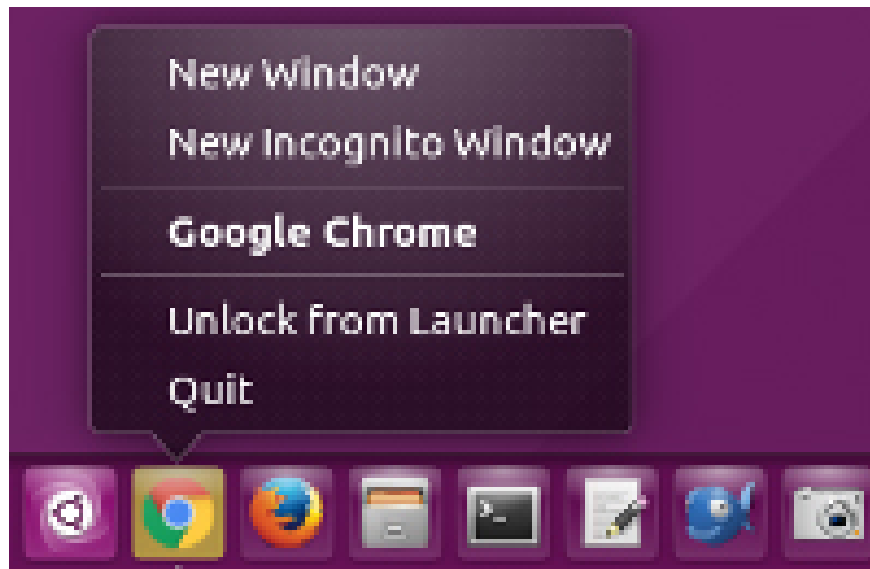 New Window
New Incognito Window
Google Chrome
Unlock from Launcher
Quit